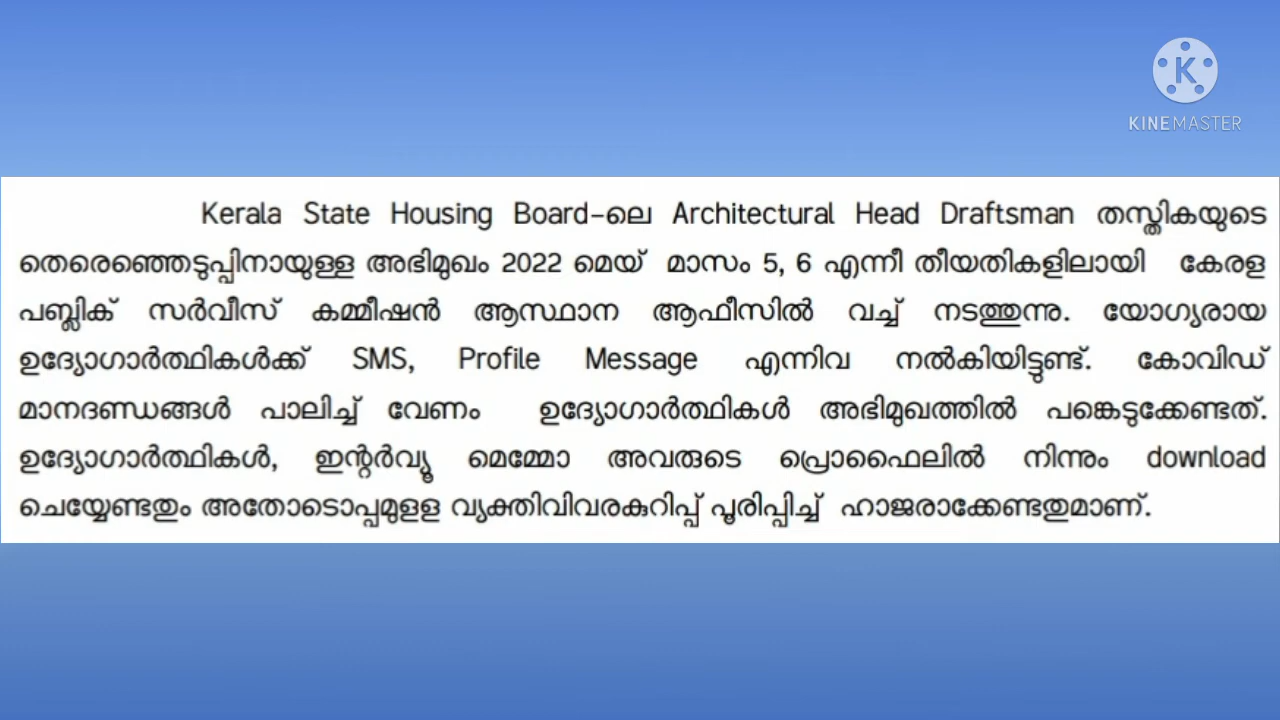 KINEMASTER
Kerala State Housing Board-ലെ Architectural Head Draftsman തസ്തികയുടെ
തെരെഞ്ഞെടുപ്പിനായുള്ള അഭിമുഖം 2022 മെയ് മാസം 5, 6 എന്നീ തീയതികളിലായി കേരള
പബ്ലിക് സർവീസ് കമ്മീഷൻ ആസ്ഥാന ആഫീസിൽ വച്ച് നടത്തുന്നു. യോഗ്യരായ
ഉദ്യോഗാർത്ഥികൾക്ക് SMS, Profile Message എന്നിവ നൽകിയിട്ടുണ്ട്. കോവിഡ്
മാനദണ്ഡങ്ങൾ പാലിച്ച് വേണം ഉദ്യോഗാർത്ഥികൾ അഭിമുഖത്തിൽ പങ്കെടുക്കേണ്ടത്.
ഉദ്യോഗാർത്ഥികൾ, ഇന്റർവ്യൂ മെമ്മോ അവരുടെ പ്രൊഫൈലിൽ നിന്നും download
ചെയ്യേണ്ടതും അതോടൊപ്പമുളള വ്യക്തിവിവരകുറിപ്പ് പൂരിപ്പിച്ച് ഹാജരാക്കേണ്ടതുമാണ്.